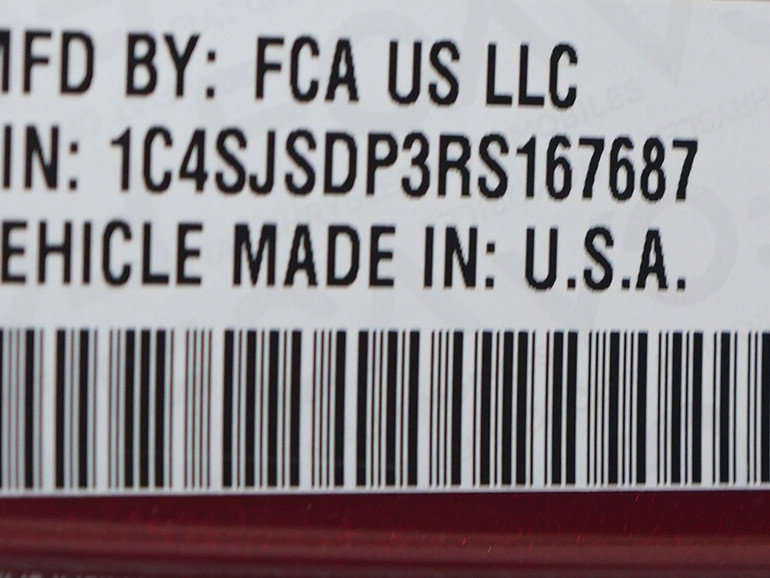 MFD BY: FCA US LLC
IN: 1C4SJSDP3RS167687
EHICLE MADE IN: U.S.A.